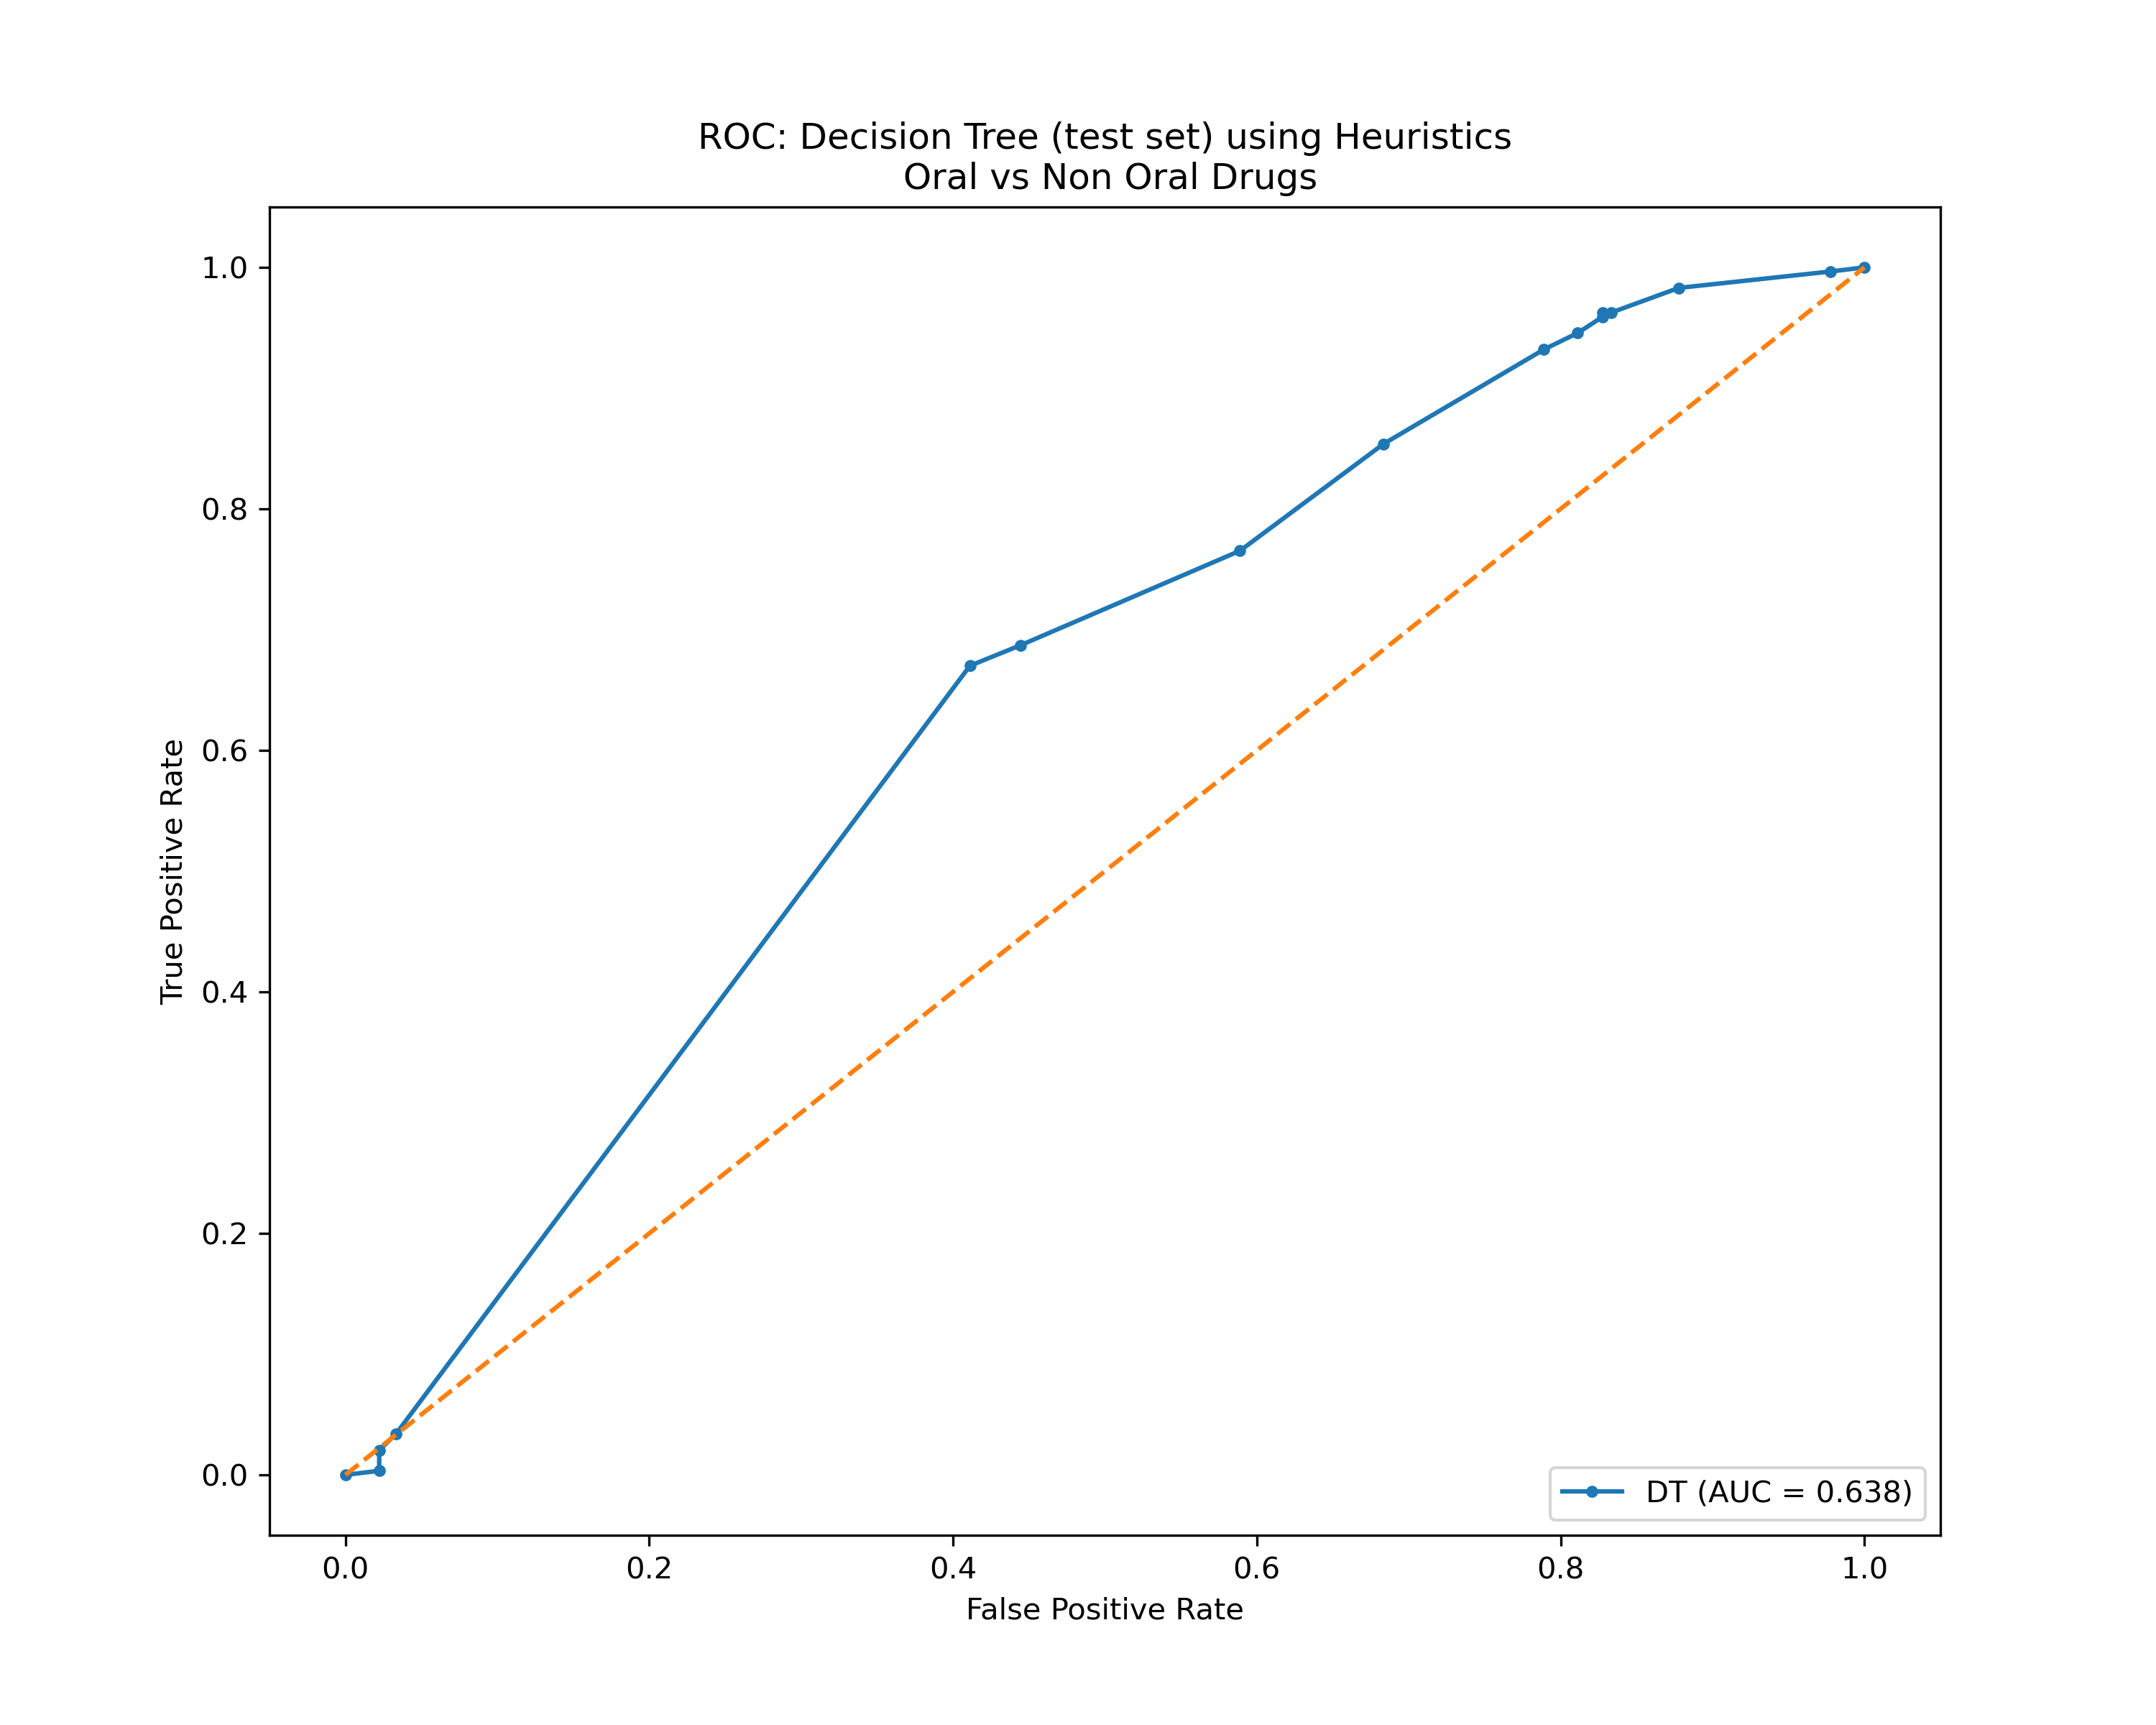 ROC: Decision Tree (test set) using Heuristics
Oral vs Non Oral Drugs
True Positive Rate
1.0
0.8
0.6
0.4
0.2
0.0
DT (AUC = 0.638)
0.0 0.2 0.4 0.6 0.8 1.0
False Positive Rate